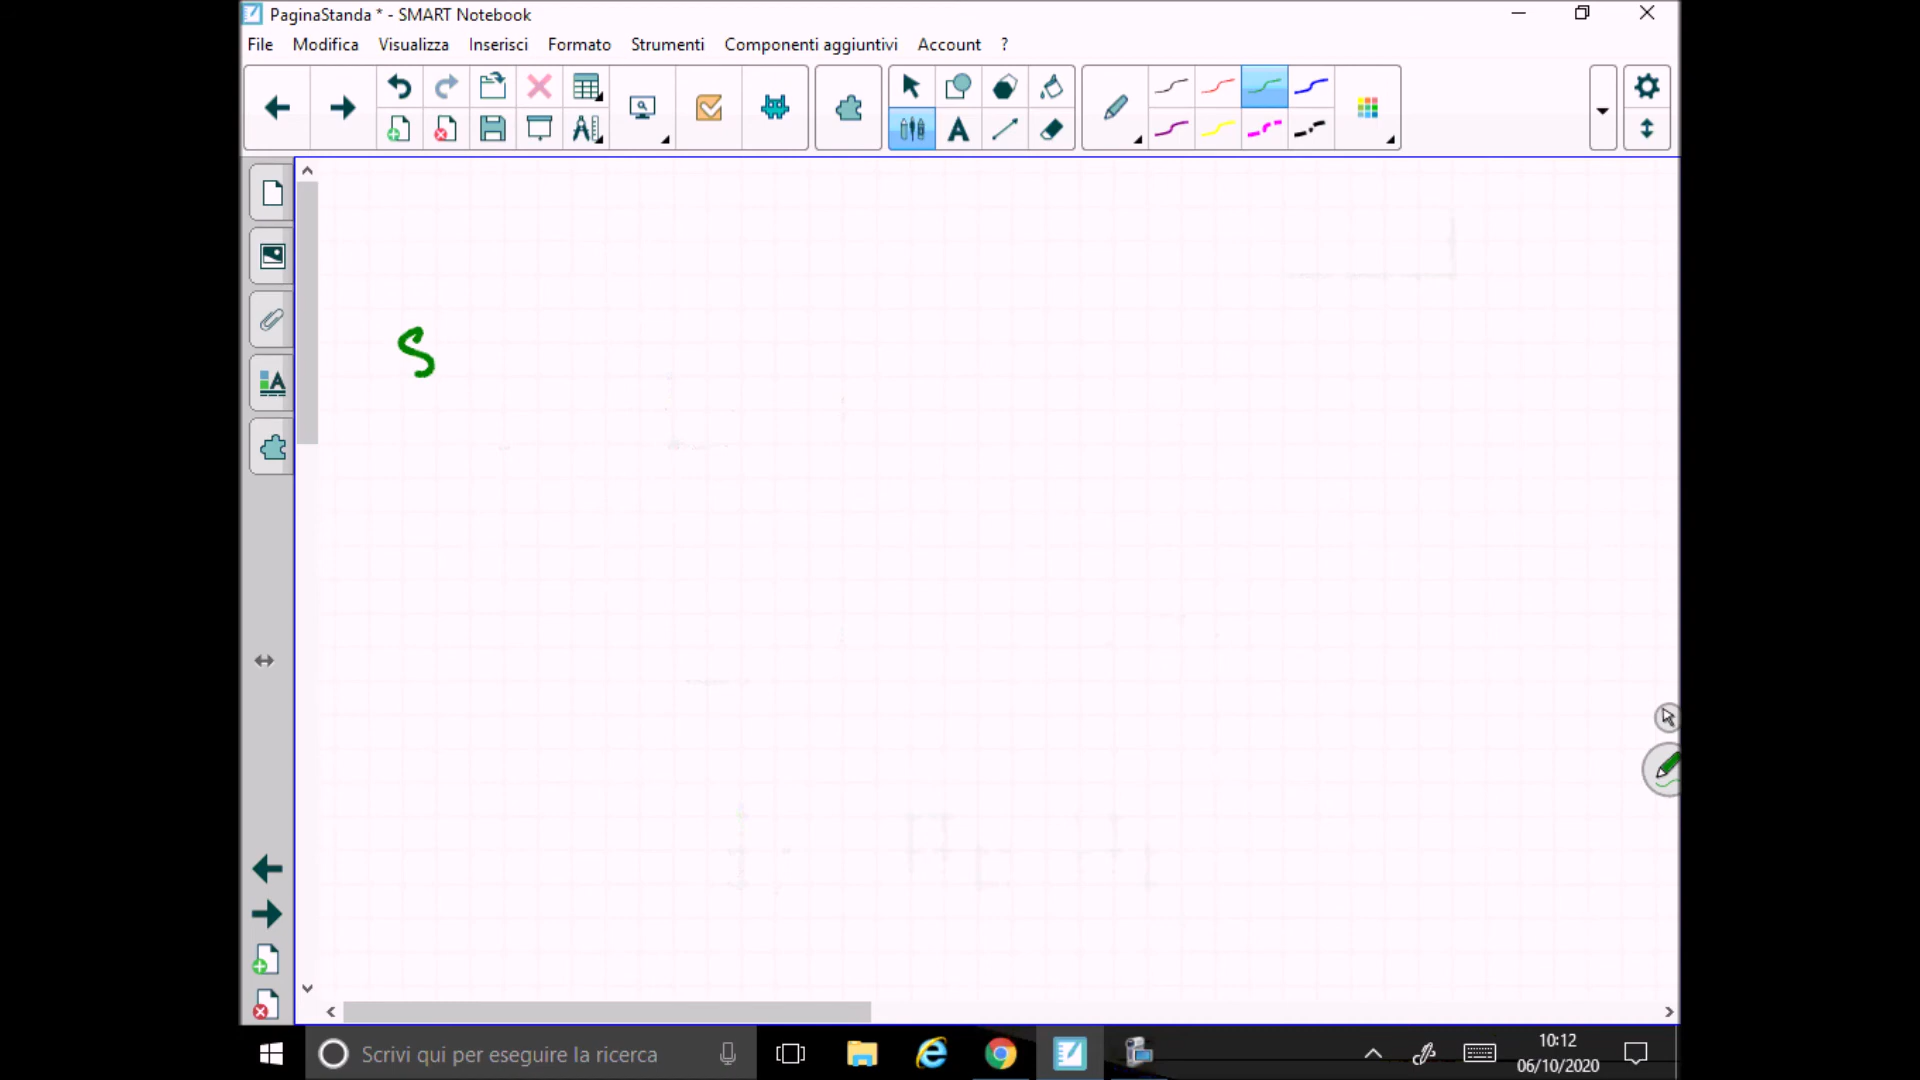 PaginaStanda * - SMART Notebook
File Modifica Visualizza Inserisci Formato Strumenti Componenti aggiuntivi Account ?
S
Scrivi qui per eseguire la ricerca
10:12
06/10/2020